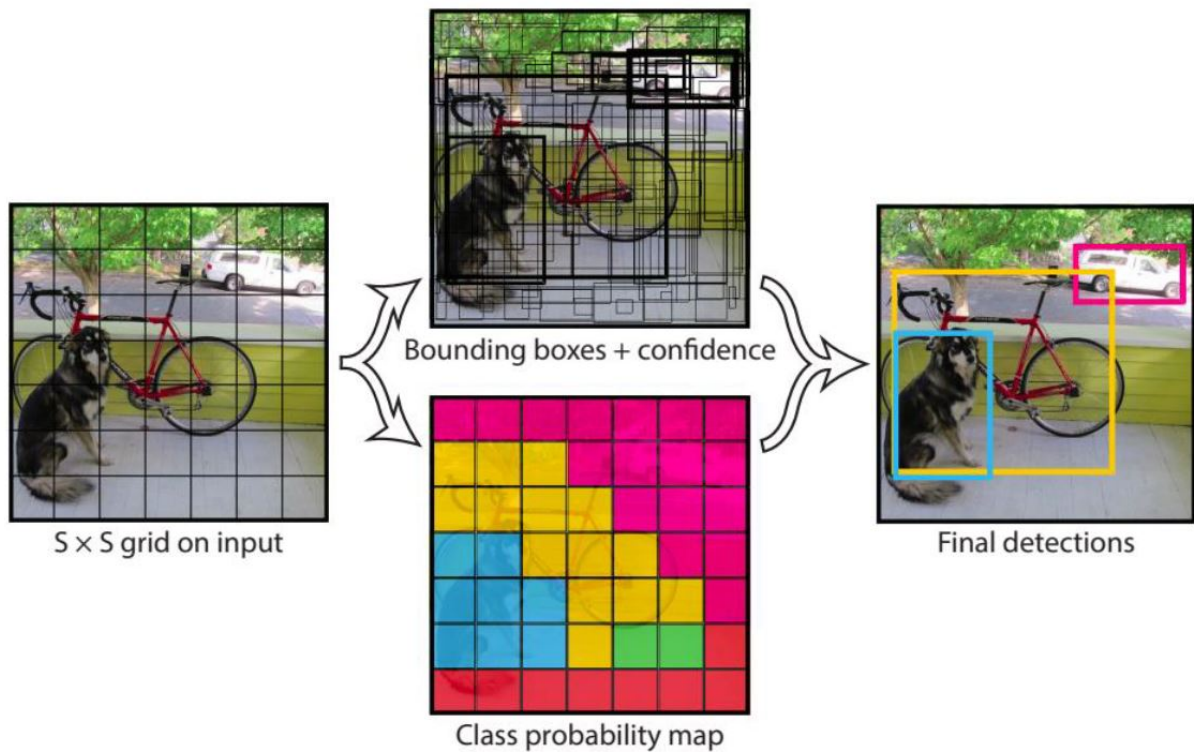 Bounding boxes + confidence
S × S grid on input
Final detections
Class probability map